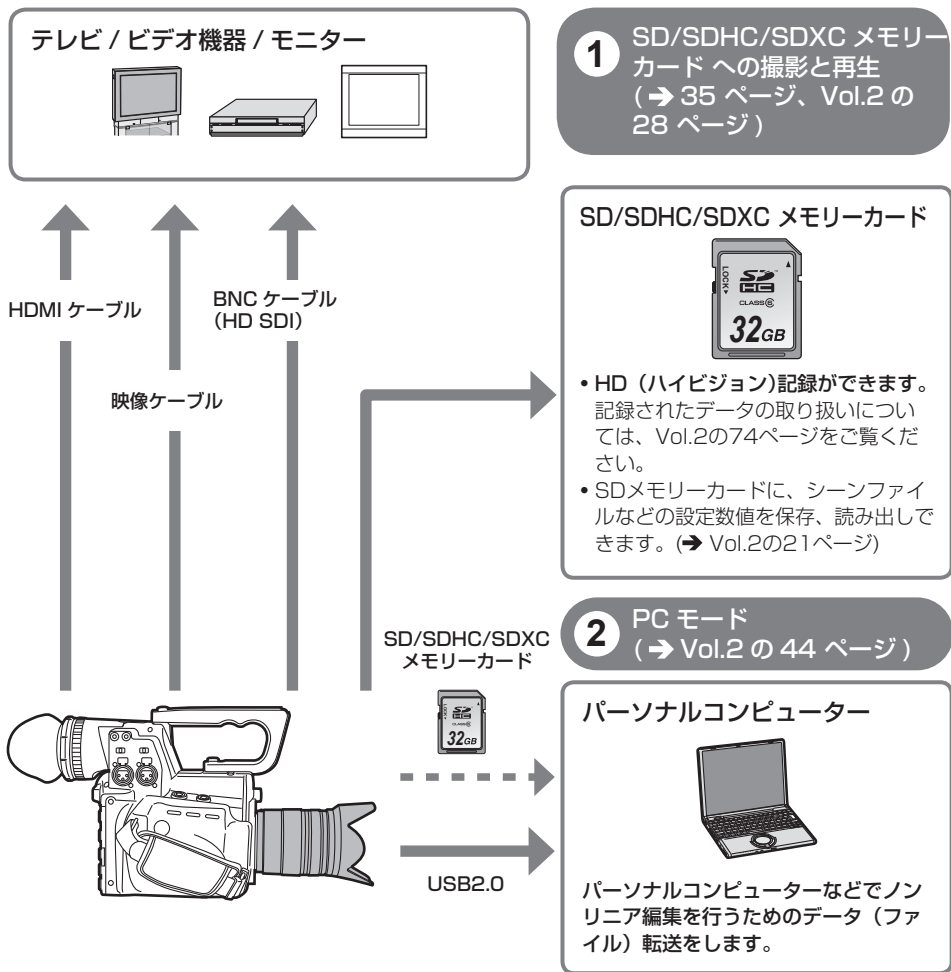 テレビ / ビデオ機器 / モニター
1
SD/SDHC/SDXC メモリー
カード への撮影と再生
( ➔ 35 ページ、Vol.2 の
28 ページ )
HDMI ケーブル
映像ケーブル
BNC ケーブル
(HD SDI)
SD/SDHC/SDXC メモリーカード
LOCK
SD
HC
CLASS⑥
32GB
• HD(ハイビジョン)記録ができます。
記録されたデータの取り扱いについ
ては、Vol.2の74ページをご覧くだ
さい。
• SDメモリーカードに、シーンファイ
ルなどの設定数値を保存、読み出しで
きます。(➔ Vol.2の21ページ)
SD/SDHC/SDXC
メモリーカード
LOCK
SD
HC
CLASS⑥
32GB
USB2.0
2
PC モード
( ➔ Vol.2 の 44 ページ )
パーソナルコンピューター
パーソナルコンピューターなどでノン
リニア編集を行うためのデータ(ファ
イル)転送をします。